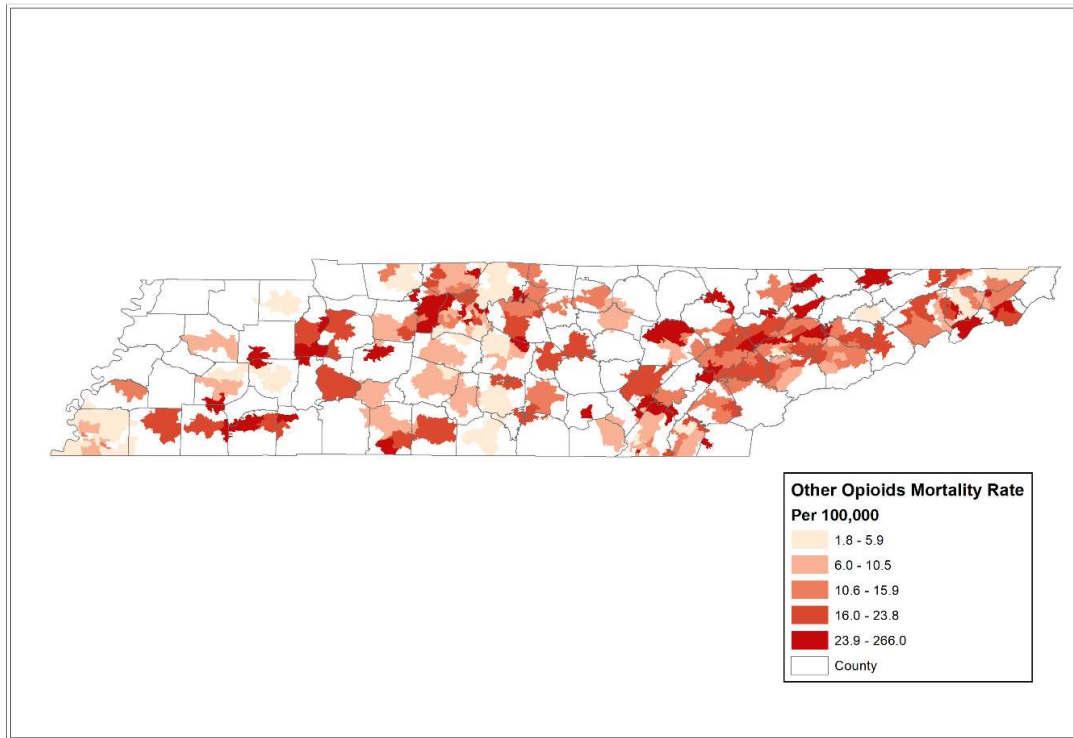 Other Opioids Mortality Rate
Per 100,000
1.8 - 5.9
6.0 - 10.5
10.6 - 15.9
16.0 - 23.8
23.9 - 266.0
County